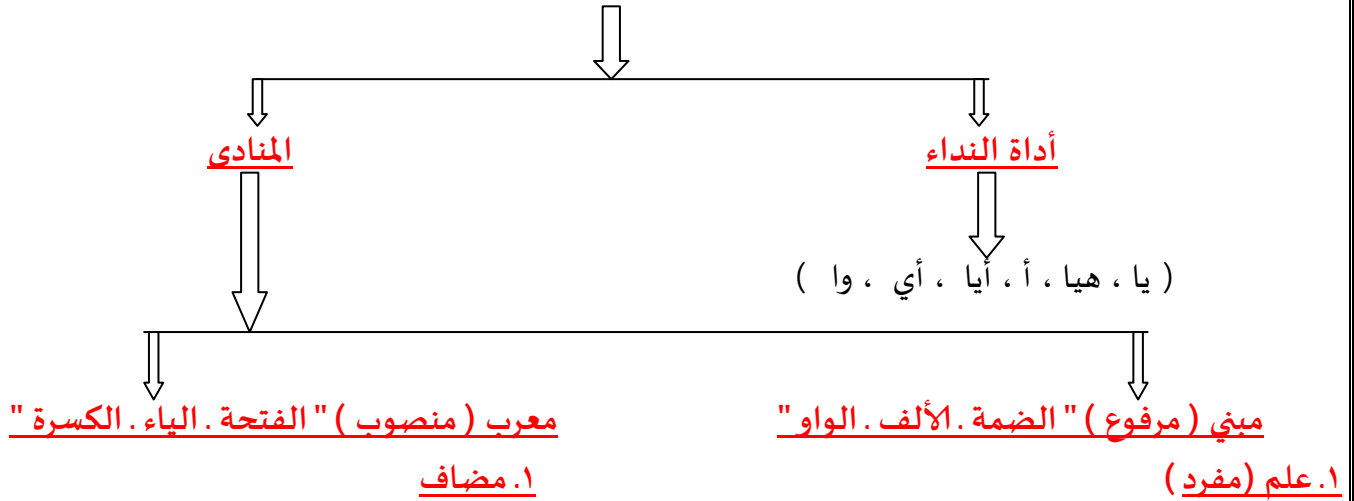 أداة النداء
المنادى
( يا ، هيا ، أ ، أيا ، أي ، وا )
مبني ( مرفوع ) " الضمة . الألف . الواو "
معرب ( منصوب ) " الفتحة . الياء . الكسرة "
١. علم (مفرد )
١. مضاف